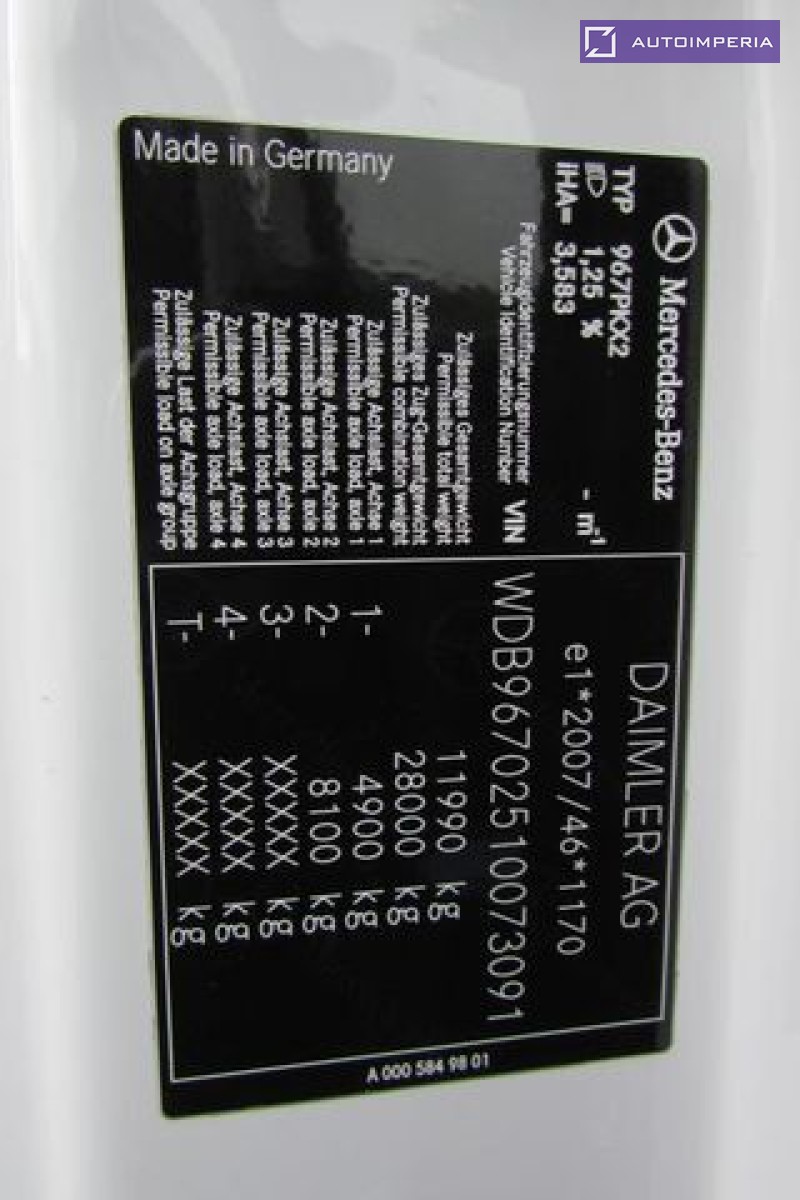 AUTOIMPERIA
Mercedes-Benz
DAIMLER AG
TYP 967PKX2
1,25 % - m-1
e1*2007/46*1170
IHA= 3,583
Fahrzeugidentifizierungsnummer
Vehicle Identification Number
VIN
WDB96702510073091
Zulässiges Gesamtgewicht
Permissible total weight
11990 kg
Zulässiges Zug-Gesamtgewicht
Permissible combination weight
28000 kg
Zulässige Achslast, Achse 1
Permissible axle load, axle 1
1- 4900 kg
Zulässige Achslast, Achse 2
Permissible axle load, axle 2
2- 8100 kg
Zulässige Achslast, Achse 3
Permissible axle load, axle 3
3- XXXXX kg
Zulässige Achslast, Achse 4
Permissible axle load, axle 4
4- XXXXX kg
Zulässige Last der Achsgruppe
Permissible load on axle group
T- XXXXX kg
Made in Germany
A 000 584 98 01